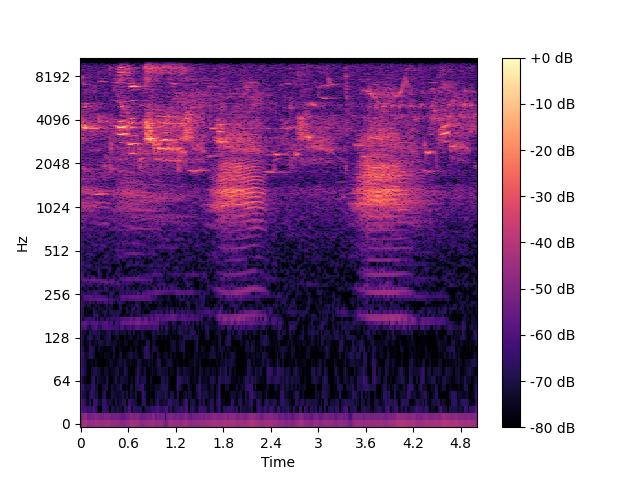 8192
4096
2048
1024
512
256
128
64
0
Hz
0 0.6 1.2 1.8 2.4 3 3.6 4.2 4.8
Time
+0 dB
-10 dB
-20 dB
-30 dB
-40 dB
-50 dB
-60 dB
-70 dB
-80 dB